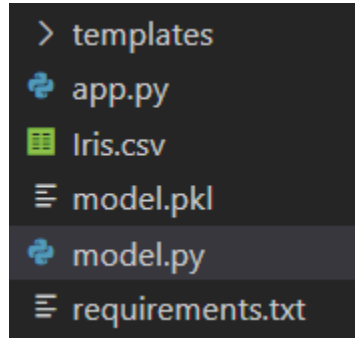 templates
app.py
Iris.csv
model.pkl
model.py
requirements.txt